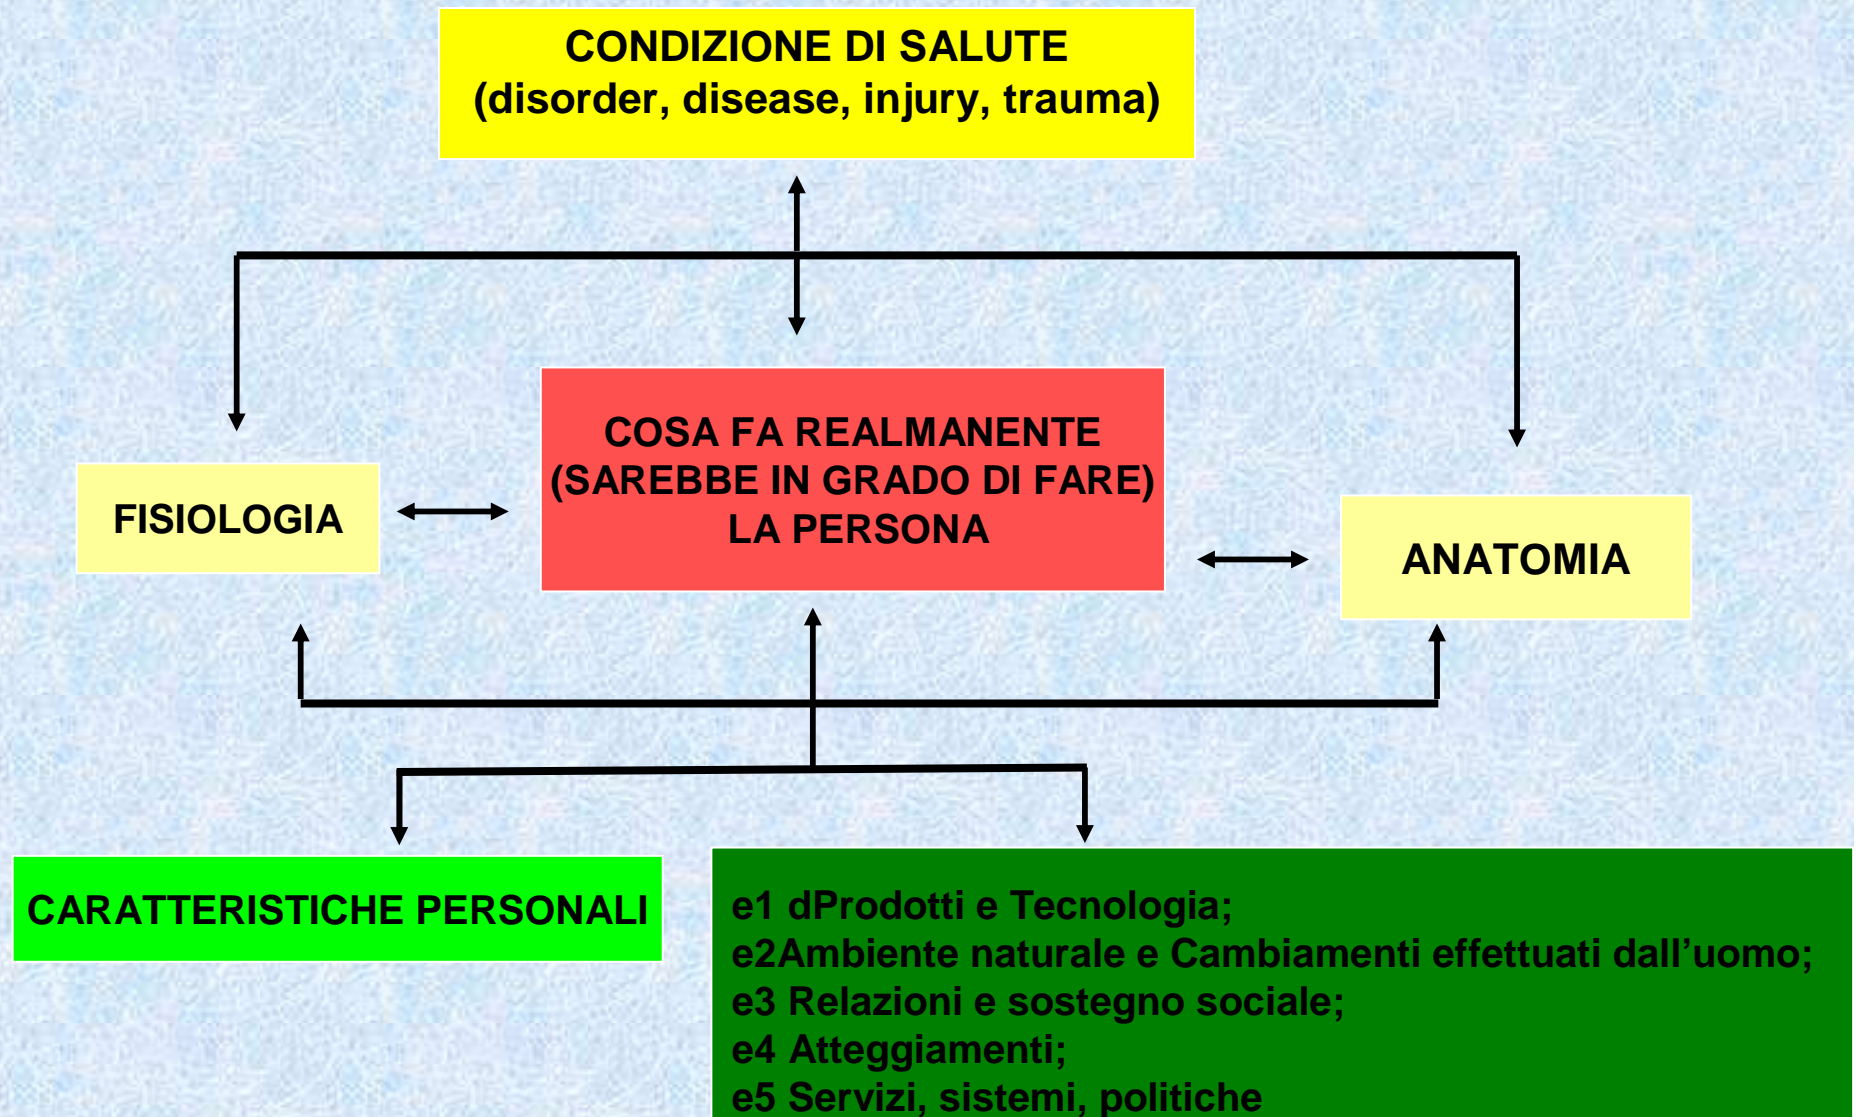 CONDIZIONE DI SALUTE
(disorder, disease, injury, trauma)
COSA FA REALMANENTE
(SAREBBE IN GRADO DI FARE)
LA PERSONA
FISIOLOGIA
ANATOMIA
CARATTERISTICHE PERSONALI
e1 dProdotti e Tecnologia;
e2Ambiente naturale e Cambiamenti effettuati dall’uomo;
e3 Relazioni e sostegno sociale;
e4 Atteggiamenti;
e5 Servizi, sistemi, politiche